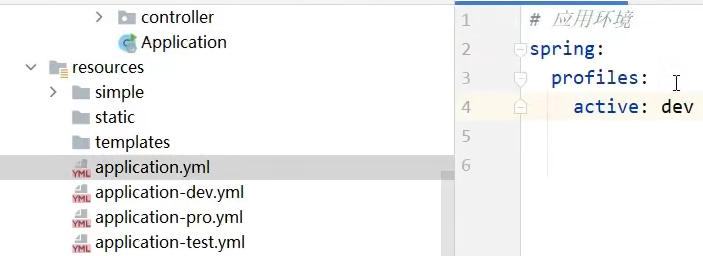 controller
Application
resources
simple
static
templates
application.yml
application-dev.yml
application-pro.yml
application-test.yml
1 # 应用环境
2 spring:
3 profiles:
4 active: dev
5
6